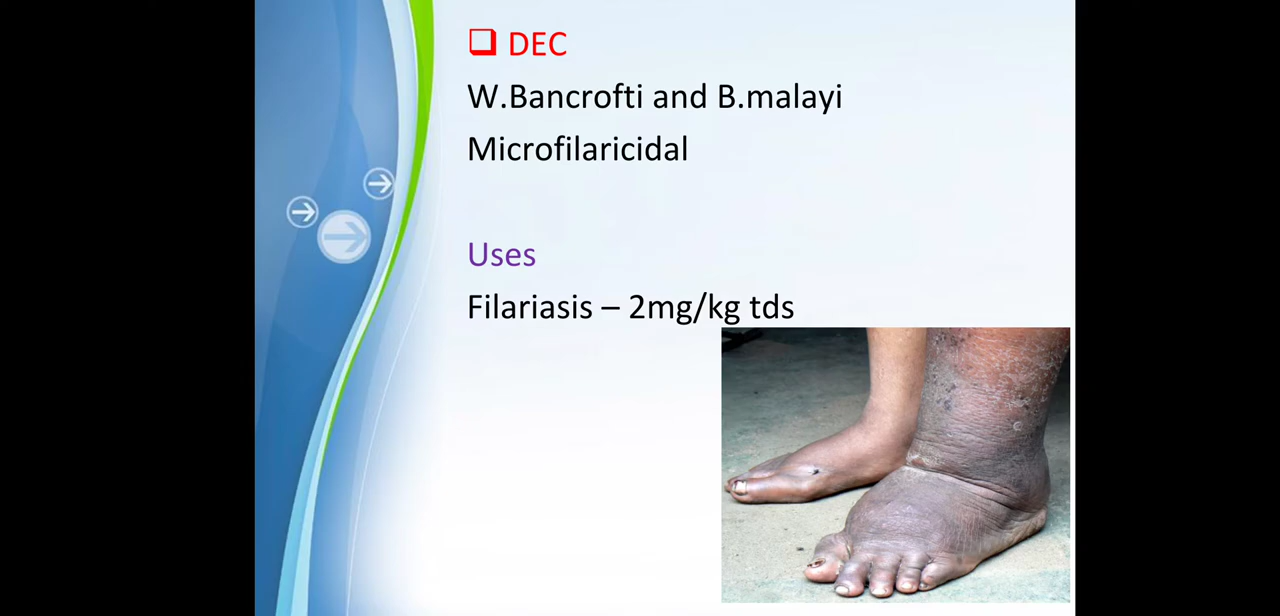 DEC
W.Bancrofti and B.malayi
Microfilaricidal
Uses
Filariasis – 2mg/kg tds